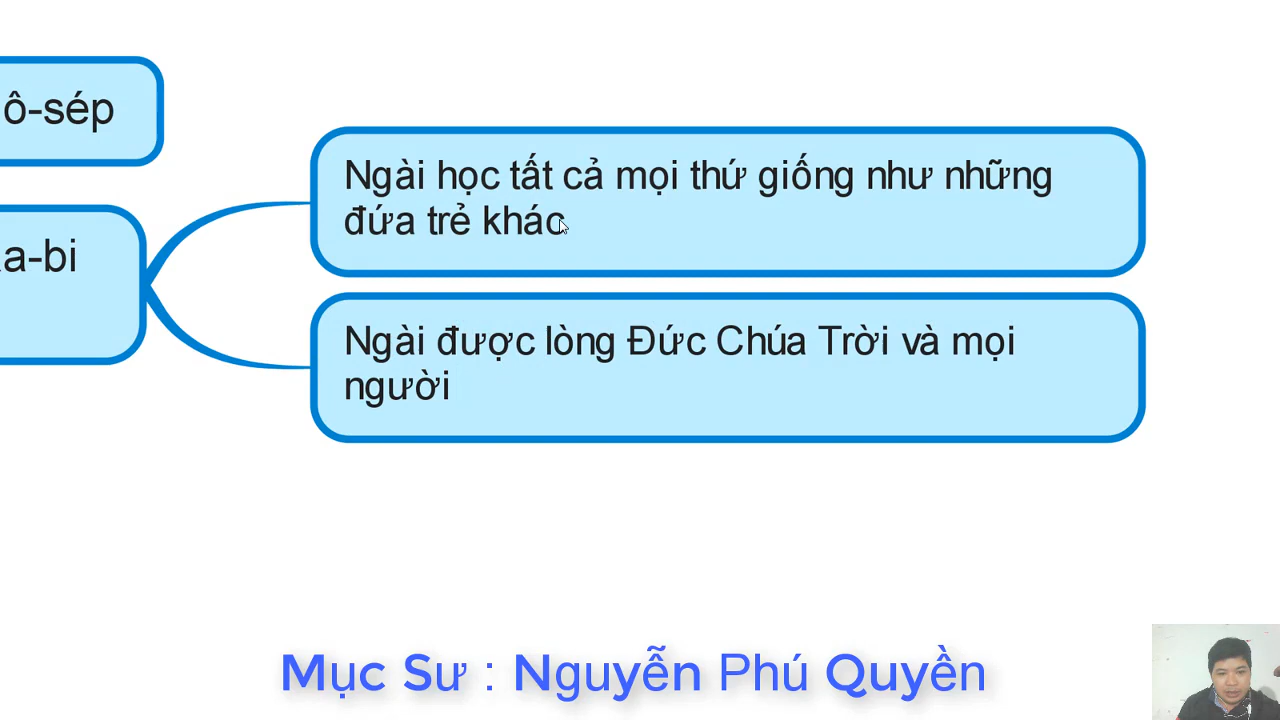 ô-sép
Ngài học tất cả mọi thứ giống như những
đứa trẻ khác
a-bi
Ngài được lòng Đức Chúa Trời và mọi
người
Mục Sư : Nguyễn Phú Quyền